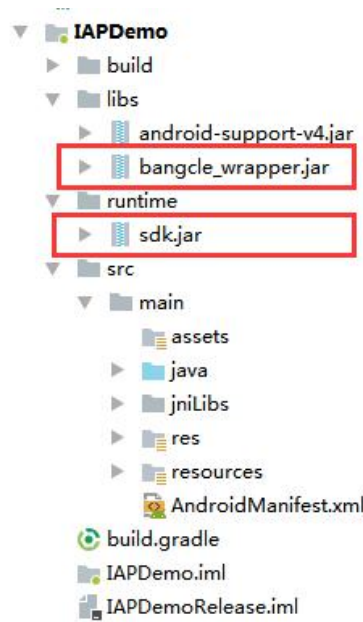 IAPDemo
build
libs
android-support-v4.jar
bangcle_wrapper.jar
runtime
sdk.jar
src
main
assets
java
jniLibs
res
resources
AndroidManifest.xml
build.gradle
IAPDemo.iml
IAPDemoRelease.iml